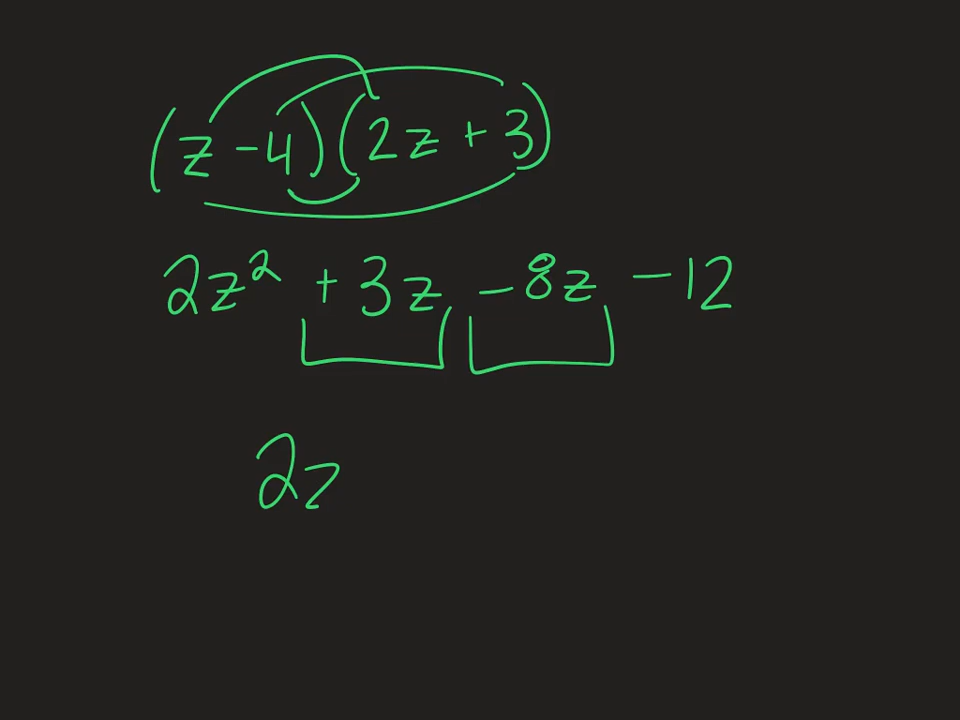 (z - 4)(2z + 3)
2z² + 3z - 8z - 12
2z